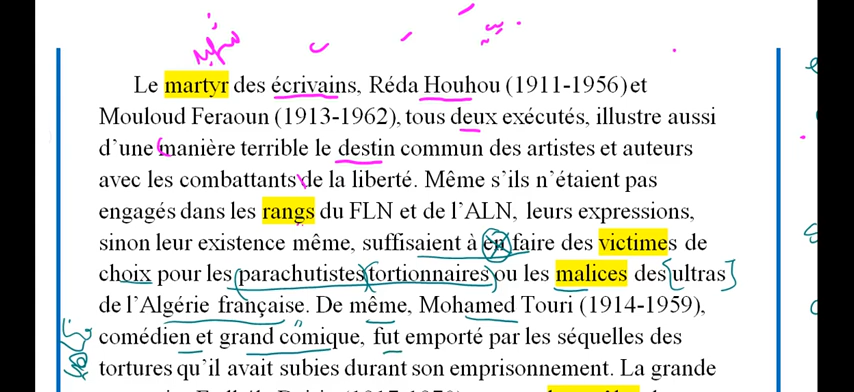 Le martyr des écrivains, Réda Houhou (1911-1956) et
Mouloud Feraoun (1913-1962), tous deux exécutés, illustre aussi
d'une manière terrible le destin commun des artistes et auteurs
avec les combattants de la liberté. Même s'ils n'étaient pas
engagés dans les rangs du FLN et de l'ALN, leurs expressions,
sinon leur existence même, suffisaient à en faire des victimes de
choix pour les parachutistes tortionnaires ou les malices des ultras
de l'Algérie française. De même, Mohamed Touri (1914-1959),
comédien et grand comique, fut emporté par les séquelles des
tortures qu'il avait subies durant son emprisonnement. La grande